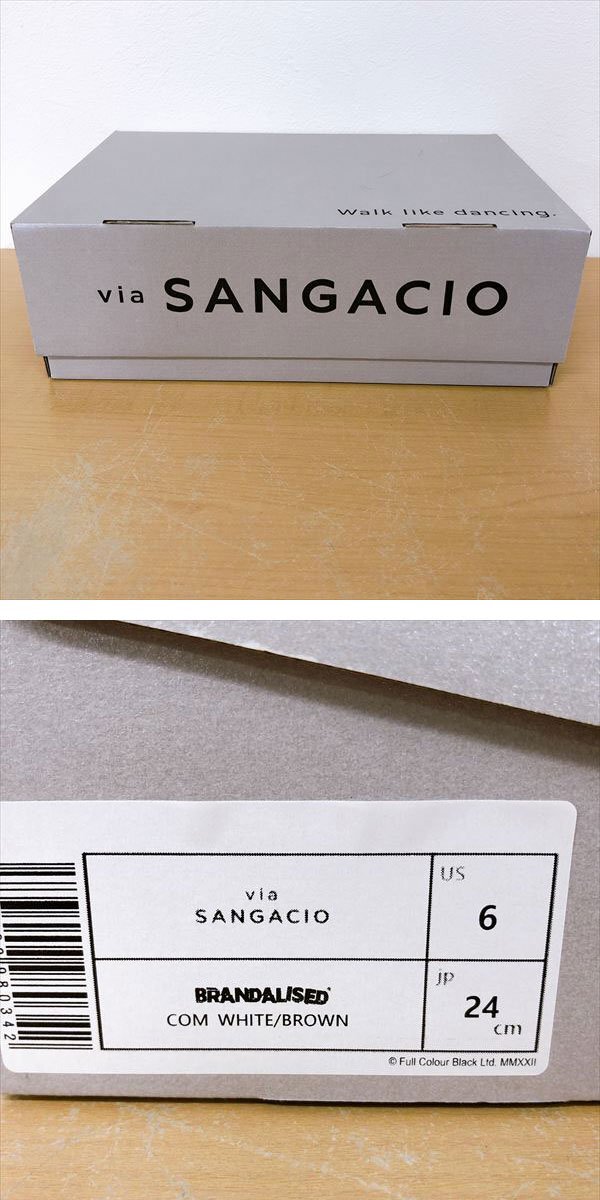 Walk like dancing.
via SANGACIO
via
SANGACIO
US
6
BRANDALISED®
COM WHITE/BROWN
jp
24
cm
© Full Colour Black Ltd. MMXXII
980342